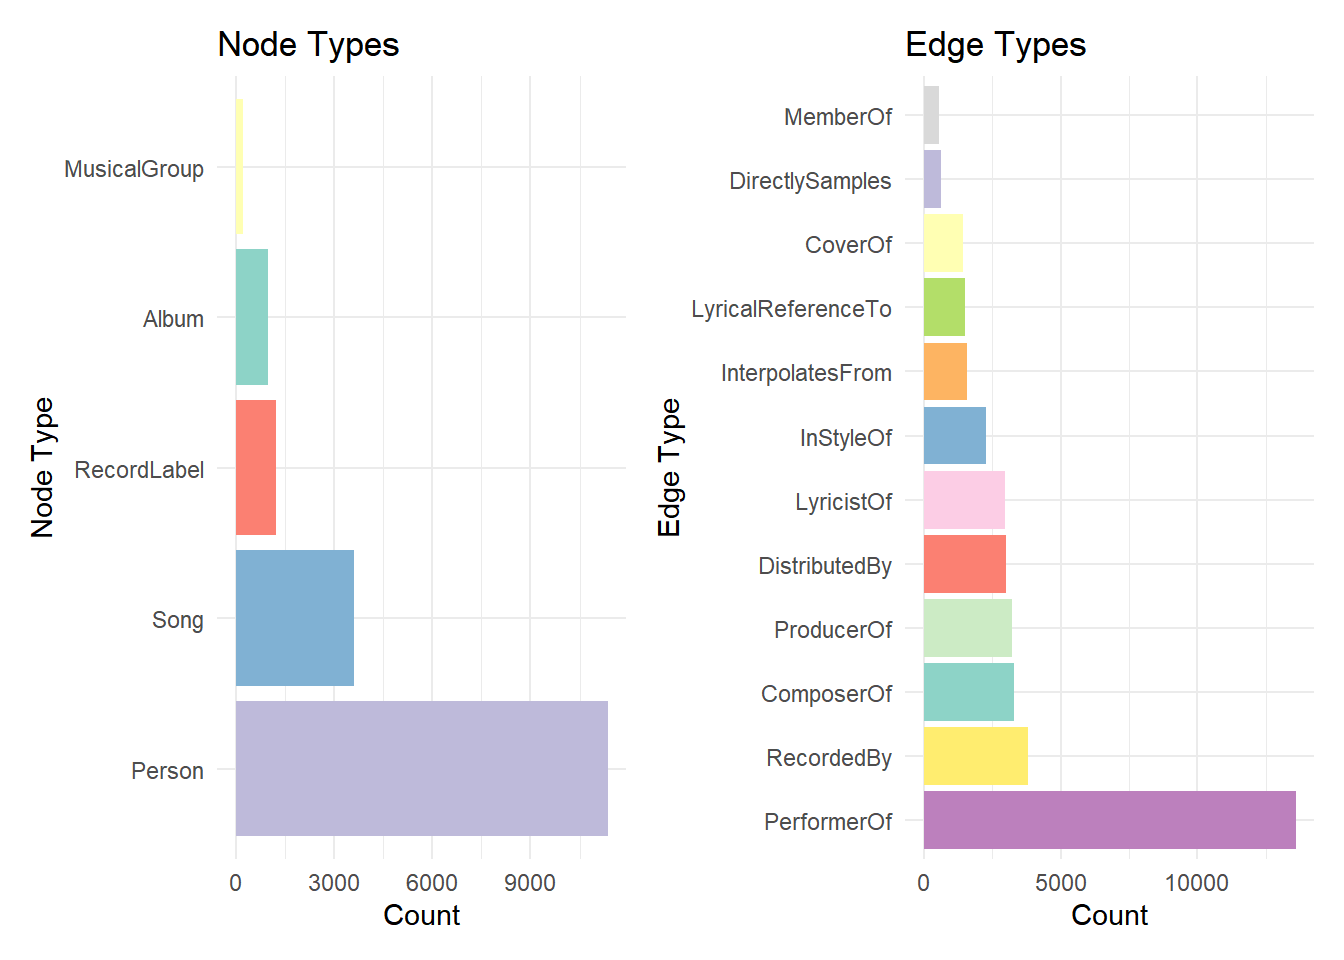 Node Types
Node Type
MusicalGroup
Album
RecordLabel
Song
Person
0 3000 6000 9000
Count
Edge Types
Edge Type
MemberOf
DirectlySamples
CoverOf
LyricalReferenceTo
InterpolatesFrom
InStyleOf
LyricistOf
DistributedBy
ProducerOf
ComposerOf
RecordedBy
PerformerOf
0 5000 10000
Count